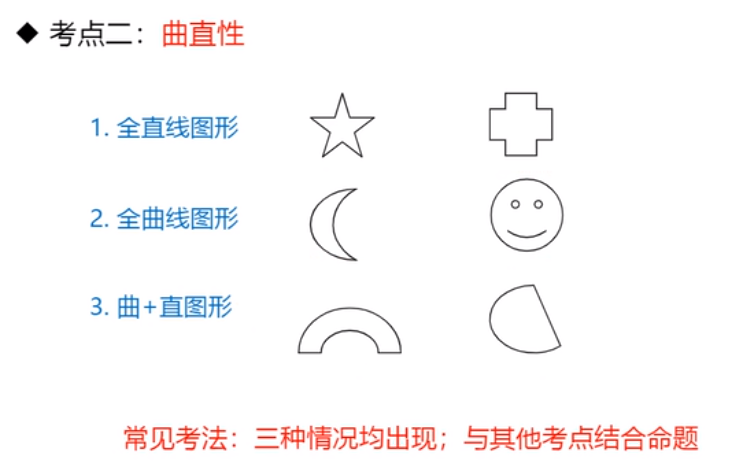 ◆ 考点二：曲直性
1. 全直线图形
2. 全曲线图形
3. 曲+直图形
常见考法：三种情况均出现；与其他考点结合命题